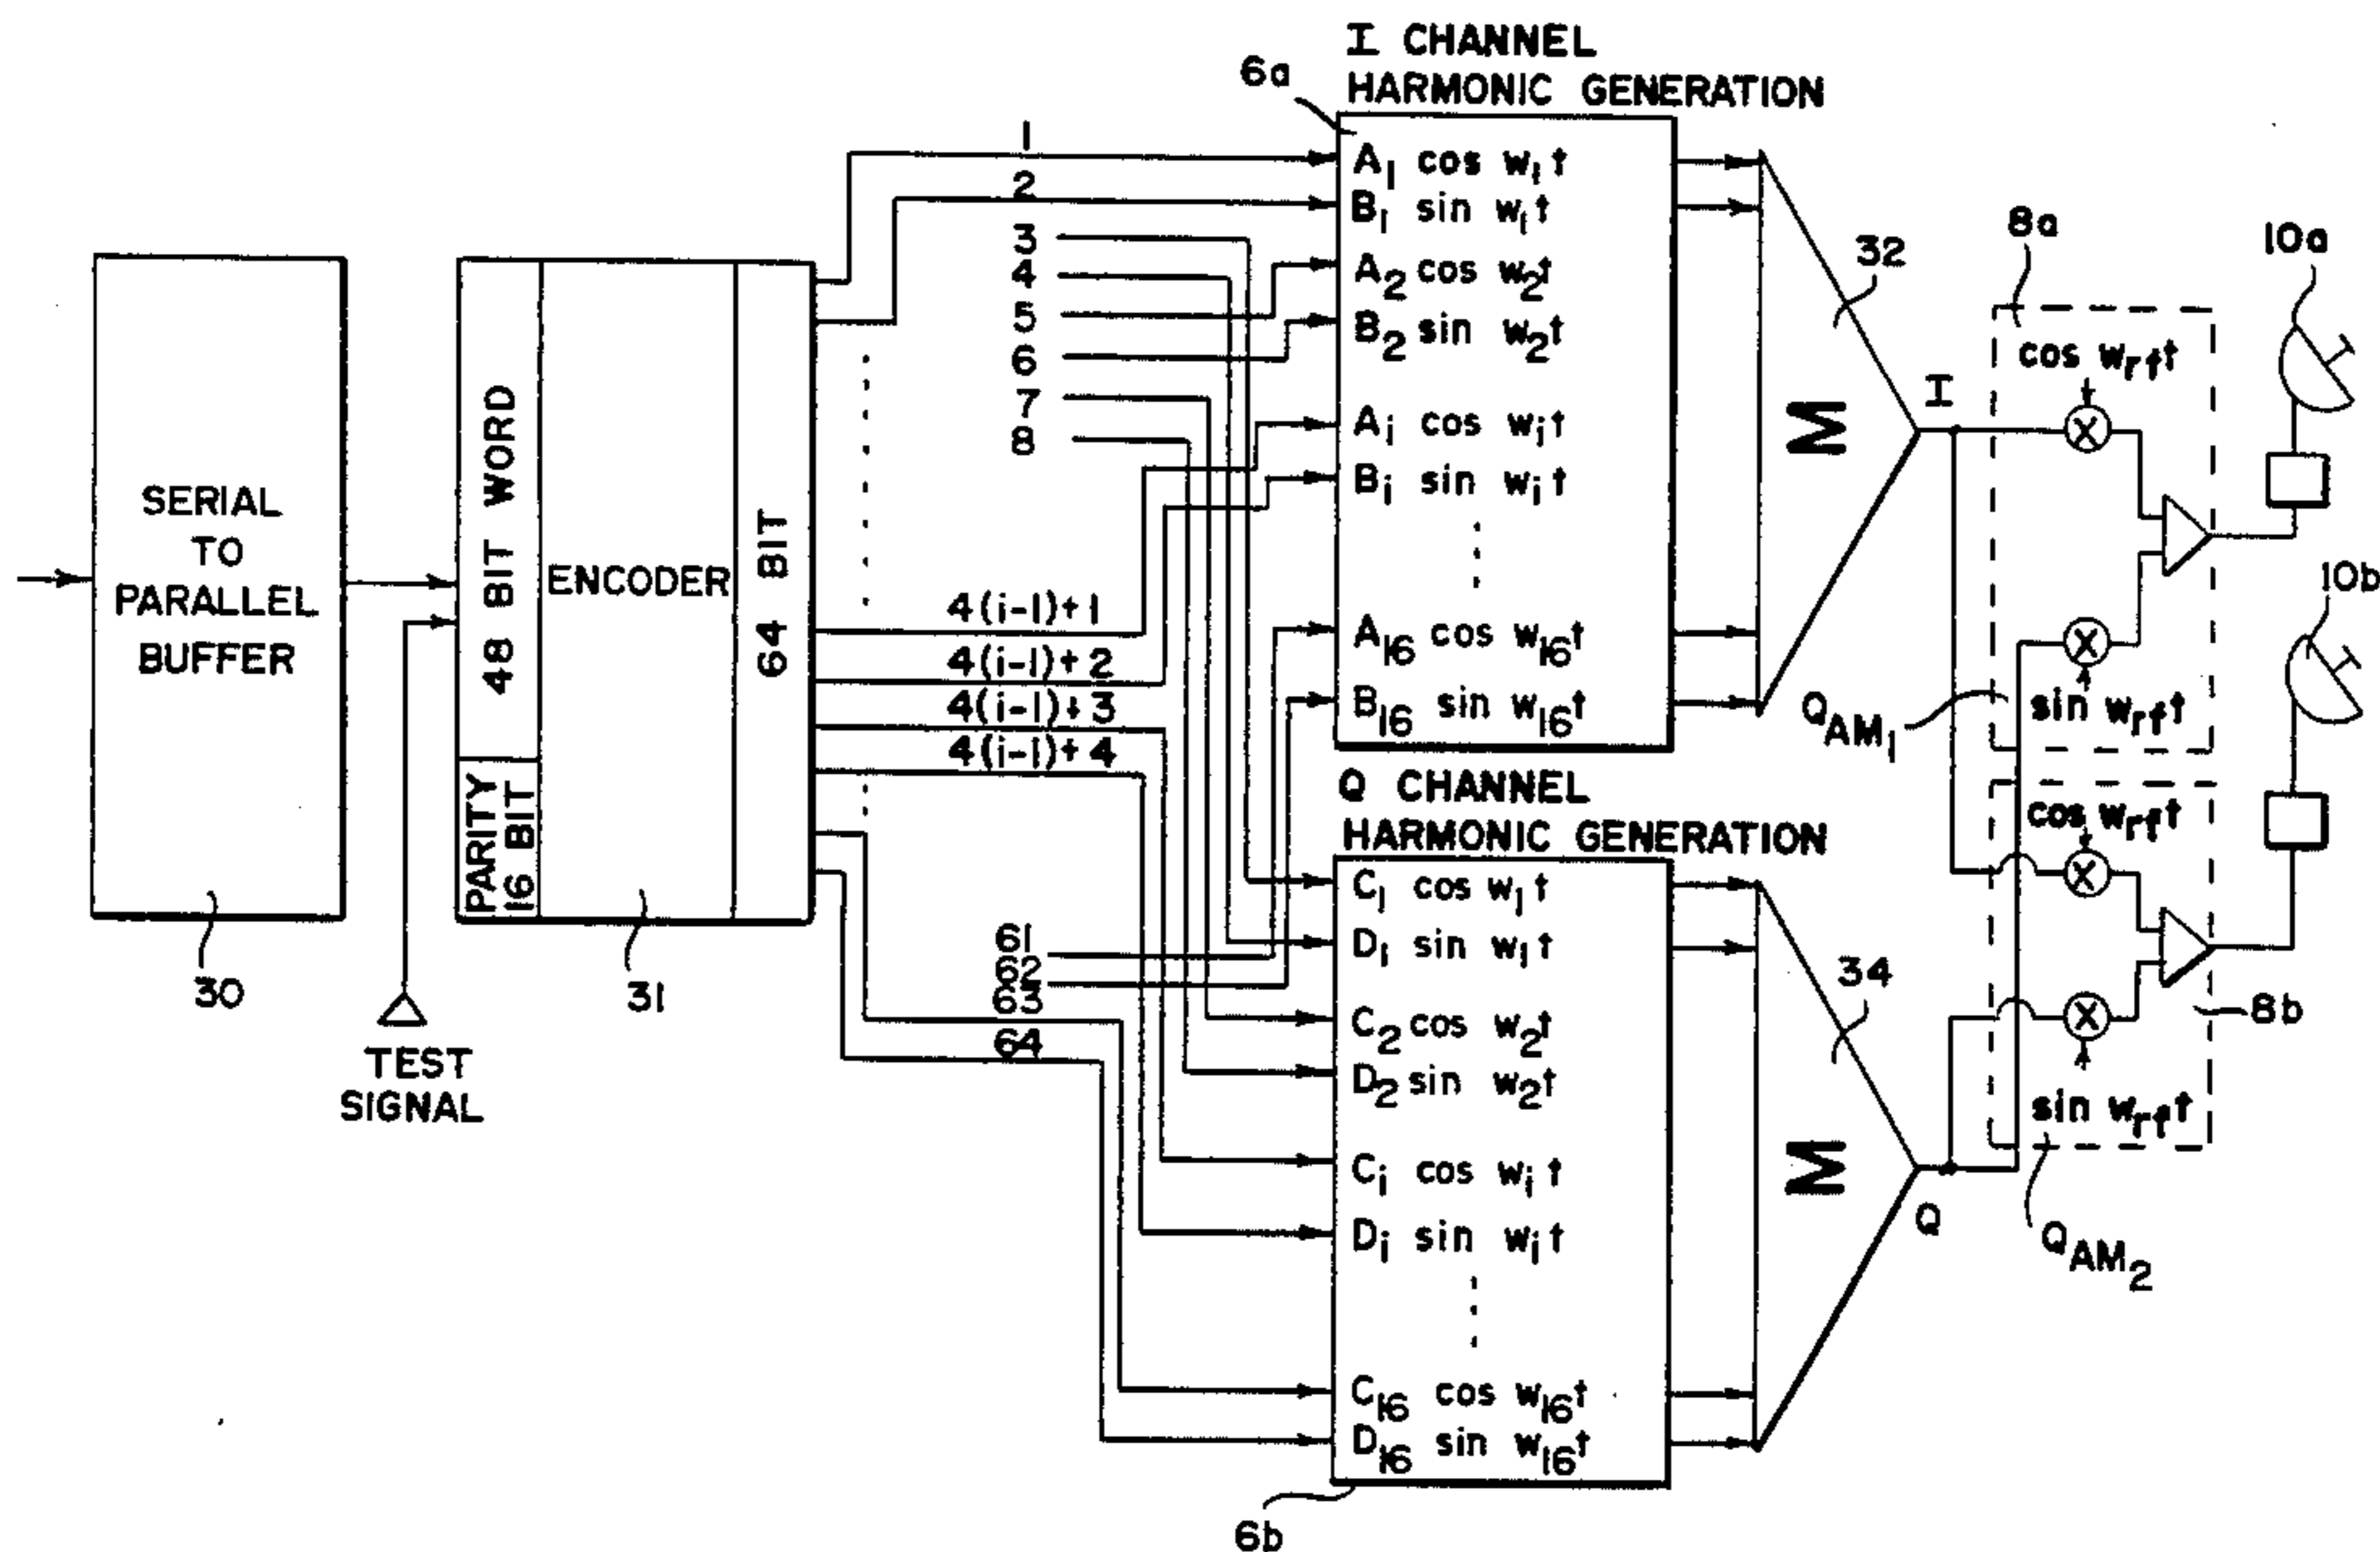 I CHANNEL
HARMONIC GENERATION
6a
A1 cos w1t
B1 sin w1t
A2 cos w2t
B2 sin w2t
Ai cos wit
Bi sin wit
A16 cos w16t
B16 sin w16t
1
2
3
4
5
6
7
8
4(i-1)+1
4(i-1)+2
4(i-1)+3
4(i-1)+4
61
62
63
64
SERIAL
TO
PARALLEL
BUFFER
30
48 BIT WORD
PARITY
16 BIT
ENCODER
64 BIT
31
TEST
SIGNAL
Q CHANNEL
HARMONIC GENERATION
C1 cos w1t
D1 sin w1t
C2 cos w2t
D2 sin w2t
Ci cos wit
Di sin wit
C16 cos w16t
D16 sin w16t
6b
32
Σ
I
34
Σ
Q
8a
cos wrft
X
X
sin wrft
QAM1
cos wrft
X
X
sin wrft
8b
QAM2
10a
10b